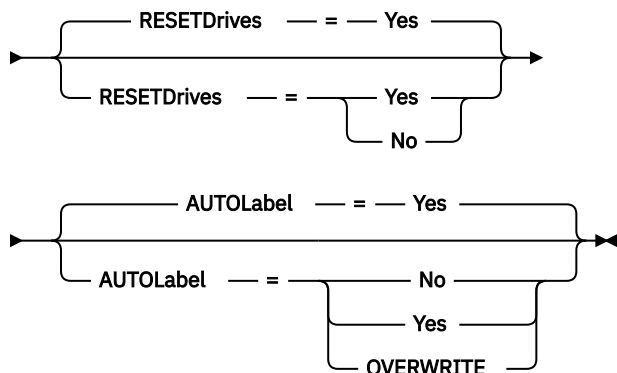 RESETDrives = Yes
RESETDrives = Yes
No
AUTOLabel = Yes
AUTOLabel = No
Yes
OVERWRITE